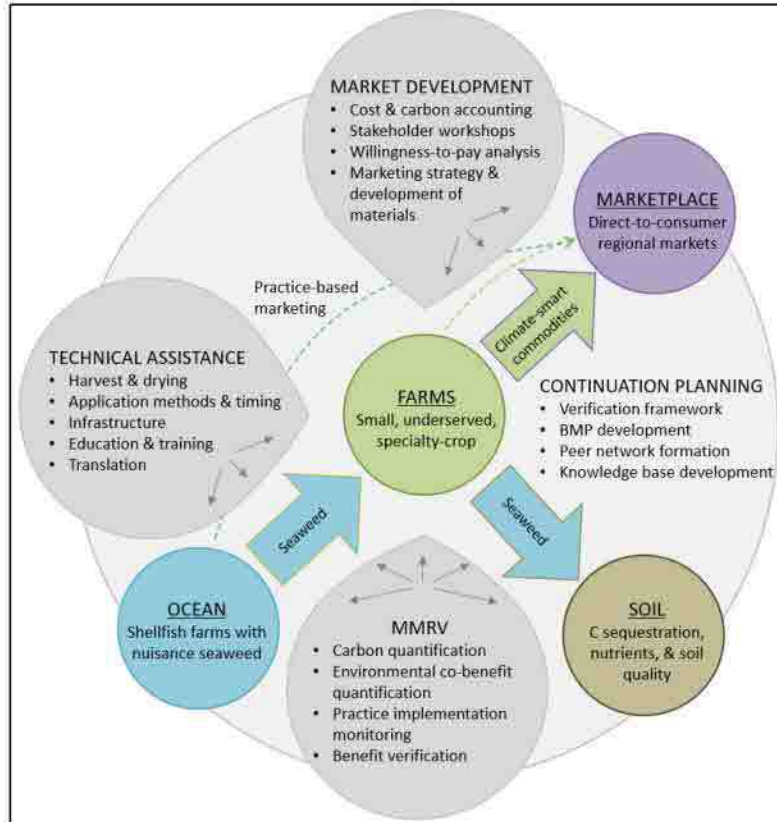 MARKET DEVELOPMENT
• Cost & carbon accounting
• Stakeholder workshops
• Willingness-to-pay analysis
• Marketing strategy &
development of
materials
MARKETPLACE
Direct-to-consumer
regional markets
Practice-based
marketing
Climate-smart
commodities
TECHNICAL ASSISTANCE
• Harvest & drying
• Application methods & timing
• Infrastructure
• Education & training
• Translation
FARMS
Small, underserved,
specialty-crop
CONTINUATION PLANNING
• Verification framework
• BMP development
• Peer network formation
• Knowledge base development
Seaweed
Seaweed
OCEAN
Shellfish farms with
nuisance seaweed
MMRV
• Carbon quantification
• Environmental co-benefit
quantification
• Practice implementation
monitoring
• Benefit verification
SOIL
C sequestration,
nutrients, & soil
quality